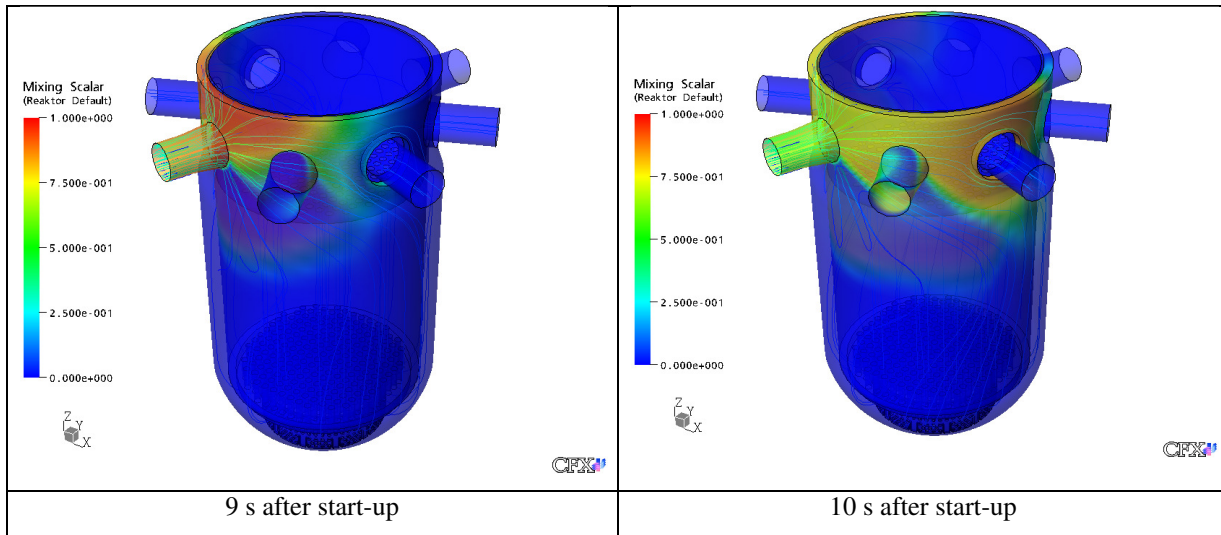 Mixing Scalar
(Reaktor Default)
1.000e+000
7.500e-001
5.000e-001
2.500e-001
0.000e+000
Z
Y
X
CFX
9 s after start-up
Mixing Scalar
(Reaktor Default)
1.000e+000
7.500e-001
5.000e-001
2.500e-001
0.000e+000
Z
Y
X
CFX
10 s after start-up